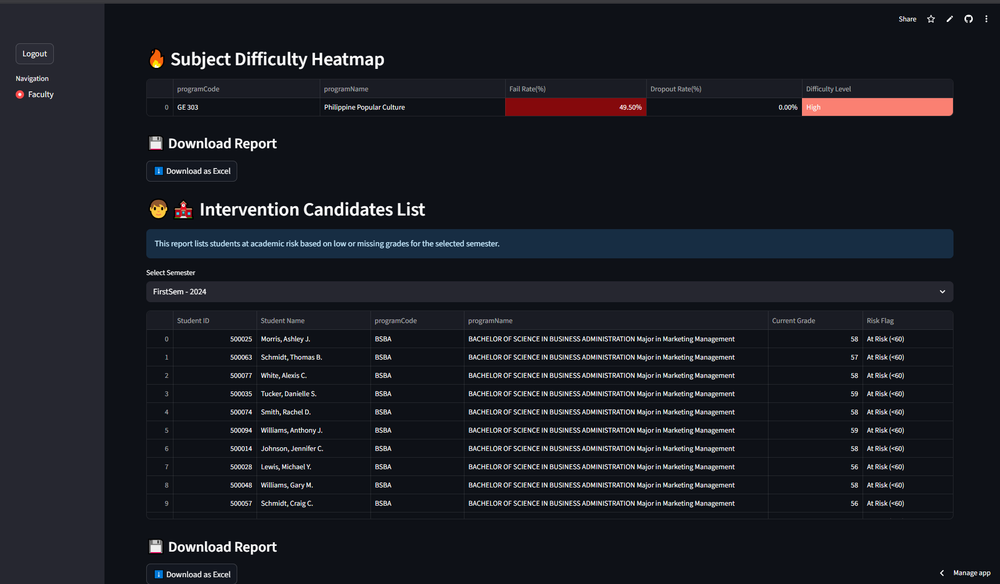 Share
Logout
Navigation
Faculty
Subject Difficulty Heatmap
programCode programName Fail Rate(%) Dropout Rate(%) Difficulty Level
0 GE 303 Philippine Popular Culture 49.50% 0.00% High
Download Report
Download as Excel
Intervention Candidates List
This report lists students at academic risk based on low or missing grades for the selected semester.
Select Semester
FirstSem - 2024
Student ID Student Name programCode programName Current Grade Risk Flag
0 500025 Morris, Ashley J. BSBA BACHELOR OF SCIENCE IN BUSINESS ADMINISTRATION Major in Marketing Management 58 At Risk (<60)
1 500063 Schmidt, Thomas B. BSBA BACHELOR OF SCIENCE IN BUSINESS ADMINISTRATION Major in Marketing Management 57 At Risk (<60)
2 500077 White, Alexis C. BSBA BACHELOR OF SCIENCE IN BUSINESS ADMINISTRATION Major in Marketing Management 58 At Risk (<60)
3 500035 Tucker, Danielle S. BSBA BACHELOR OF SCIENCE IN BUSINESS ADMINISTRATION Major in Marketing Management 59 At Risk (<60)
4 500074 Smith, Rachel D. BSBA BACHELOR OF SCIENCE IN BUSINESS ADMINISTRATION Major in Marketing Management 58 At Risk (<60)
5 500094 Williams, Anthony J. BSBA BACHELOR OF SCIENCE IN BUSINESS ADMINISTRATION Major in Marketing Management 59 At Risk (<60)
6 500014 Johnson, Jennifer C. BSBA BACHELOR OF SCIENCE IN BUSINESS ADMINISTRATION Major in Marketing Management 58 At Risk (<60)
7 500028 Lewis, Michael Y. BSBA BACHELOR OF SCIENCE IN BUSINESS ADMINISTRATION Major in Marketing Management 56 At Risk (<60)
8 500048 Williams, Gary M. BSBA BACHELOR OF SCIENCE IN BUSINESS ADMINISTRATION Major in Marketing Management 58 At Risk (<60)
9 500057 Schmidt, Craig C. BSBA BACHELOR OF SCIENCE IN BUSINESS ADMINISTRATION Major in Marketing Management 56 At Risk (<60)
Download Report
Download as Excel
Manage app